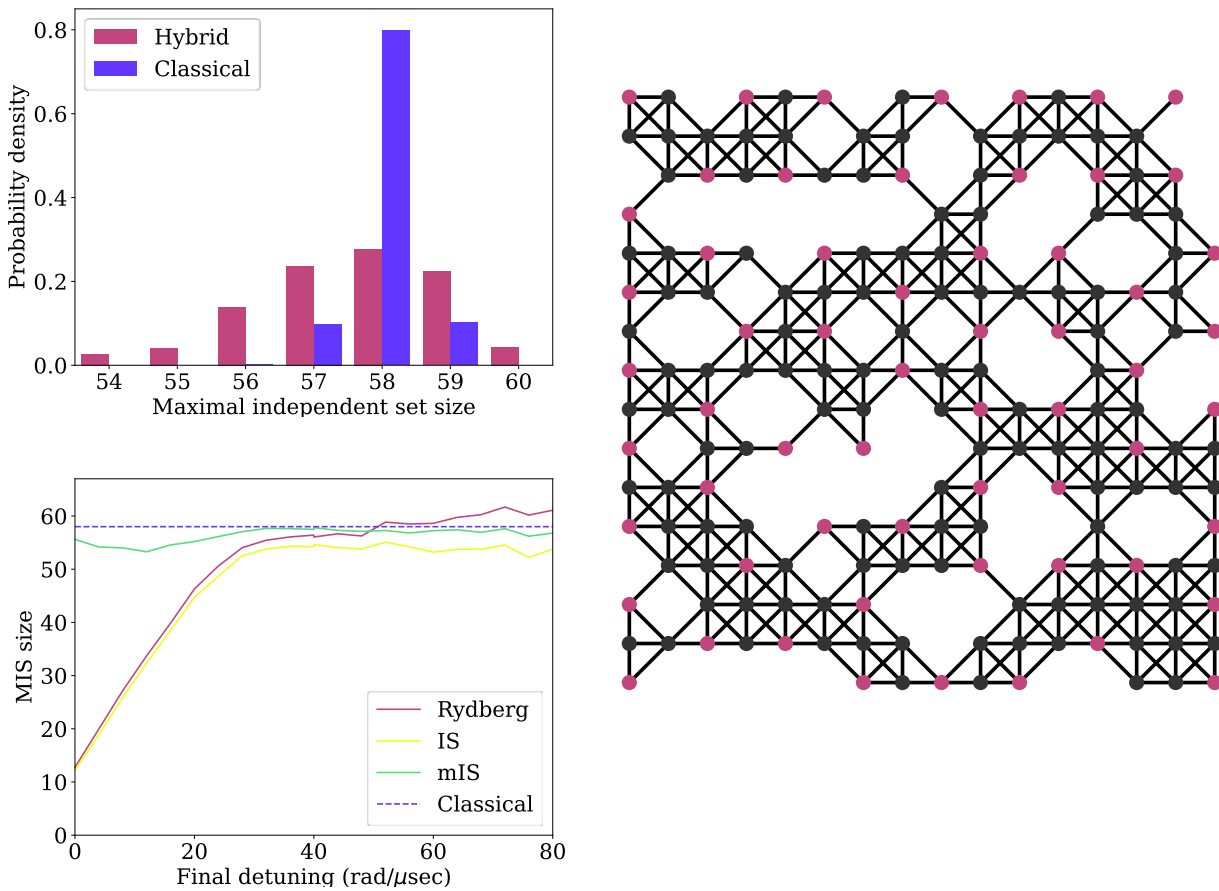 0.8
0.6
0.4
0.2
0.0
Probability density
Hybrid
Classical
54 55 56 57 58 59 60
Maximal independent set size
60
50
40
30
20
10
0
MIS size
Rydberg
IS
mIS
Classical
0 20 40 60 80
Final detuning (rad/μsec)